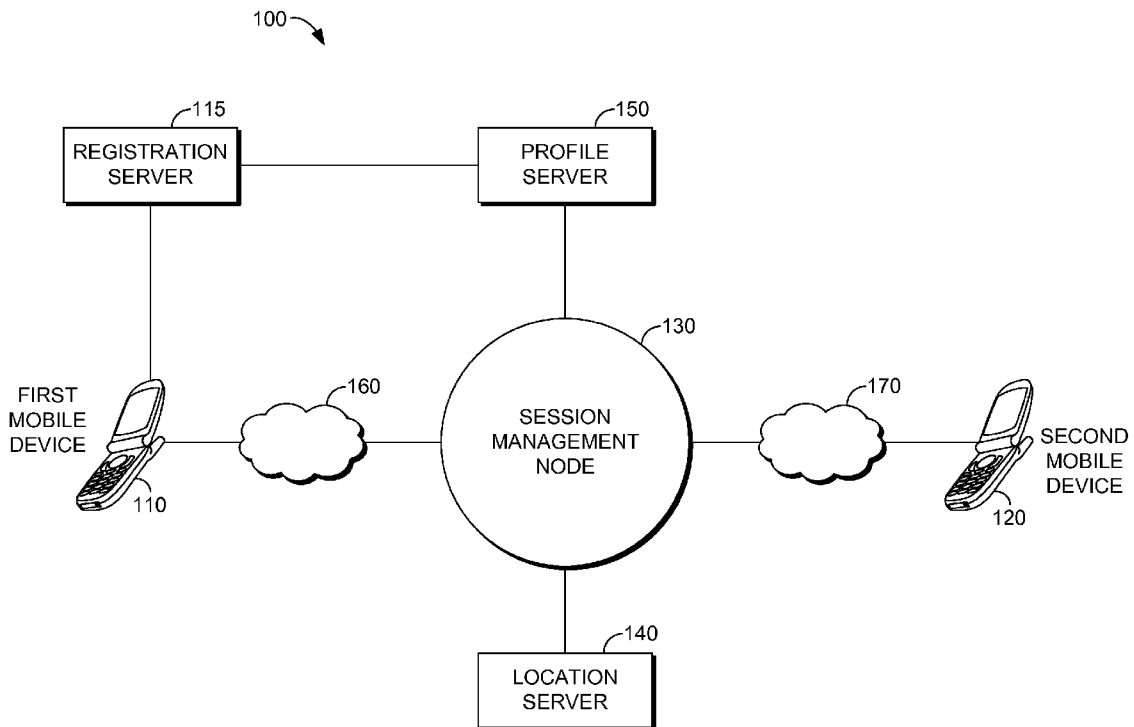 100
115
REGISTRATION
SERVER
150
PROFILE
SERVER
130
FIRST
MOBILE
DEVICE
110
160
SESSION
MANAGEMENT
NODE
170
SECOND
MOBILE
DEVICE
120
140
LOCATION
SERVER